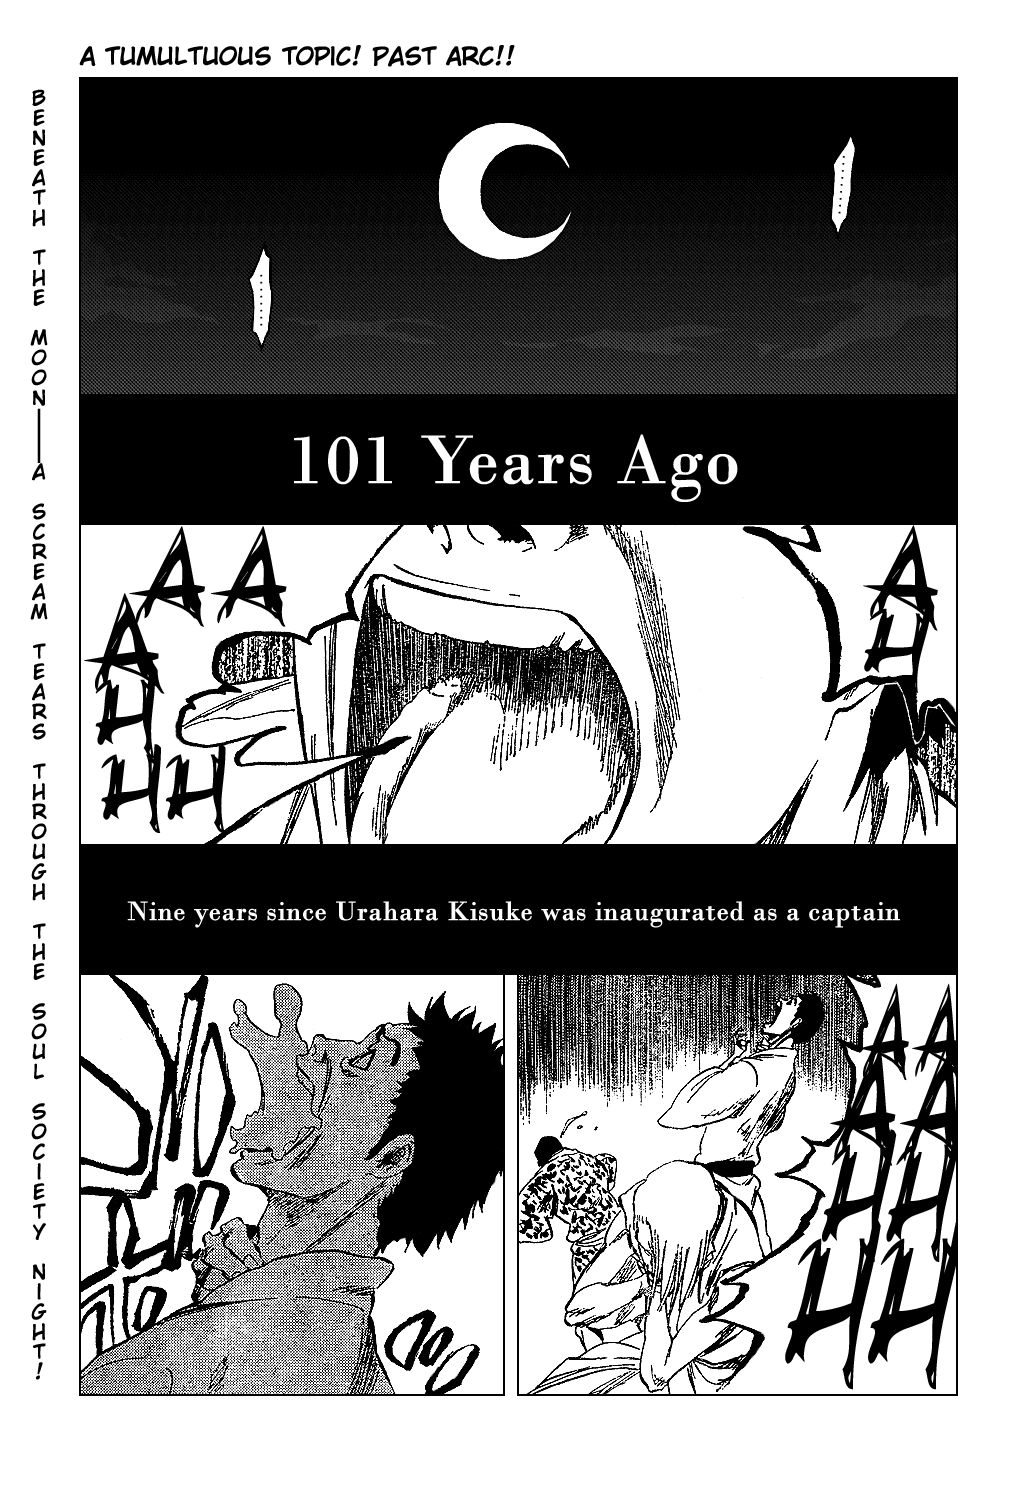 A TUMULTUOUS TOPIC! PAST ARC!!
BENEATH THE MOON——A SCREAM TEARS THROUGH THE SOUL SOCIETY NIGHT!
101 Years Ago
AAAHHH
AH
Nine years since Urahara Kisuke was inaugurated as a captain
AAAAHHHH